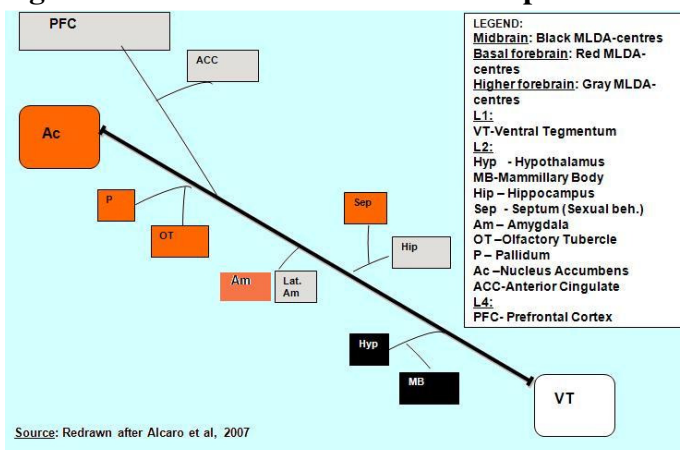 PFC
ACC
Ac
P
OT
Sep
Hip
Am
Lat.
Am
Hyp
MB
VT
Source: Redrawn after Alcaro et al, 2007
LEGEND:
Midbrain: Black MLDA-
centres
Basal forebrain: Red MLDA-
centres
Higher forebrain: Gray MLDA-
centres
L1:
VT-Ventral Tegmentum
L2:
Hyp - Hypothalamus
MB-Mammillary Body
Hip – Hippocampus
Sep - Septum (Sexual beh.)
Am – Amygdala
OT –Olfactory Tubercle
P – Pallidum
Ac –Nucleus Accumbens
ACC-Anterior Cingulate
L4:
PFC- Prefrontal Cortex